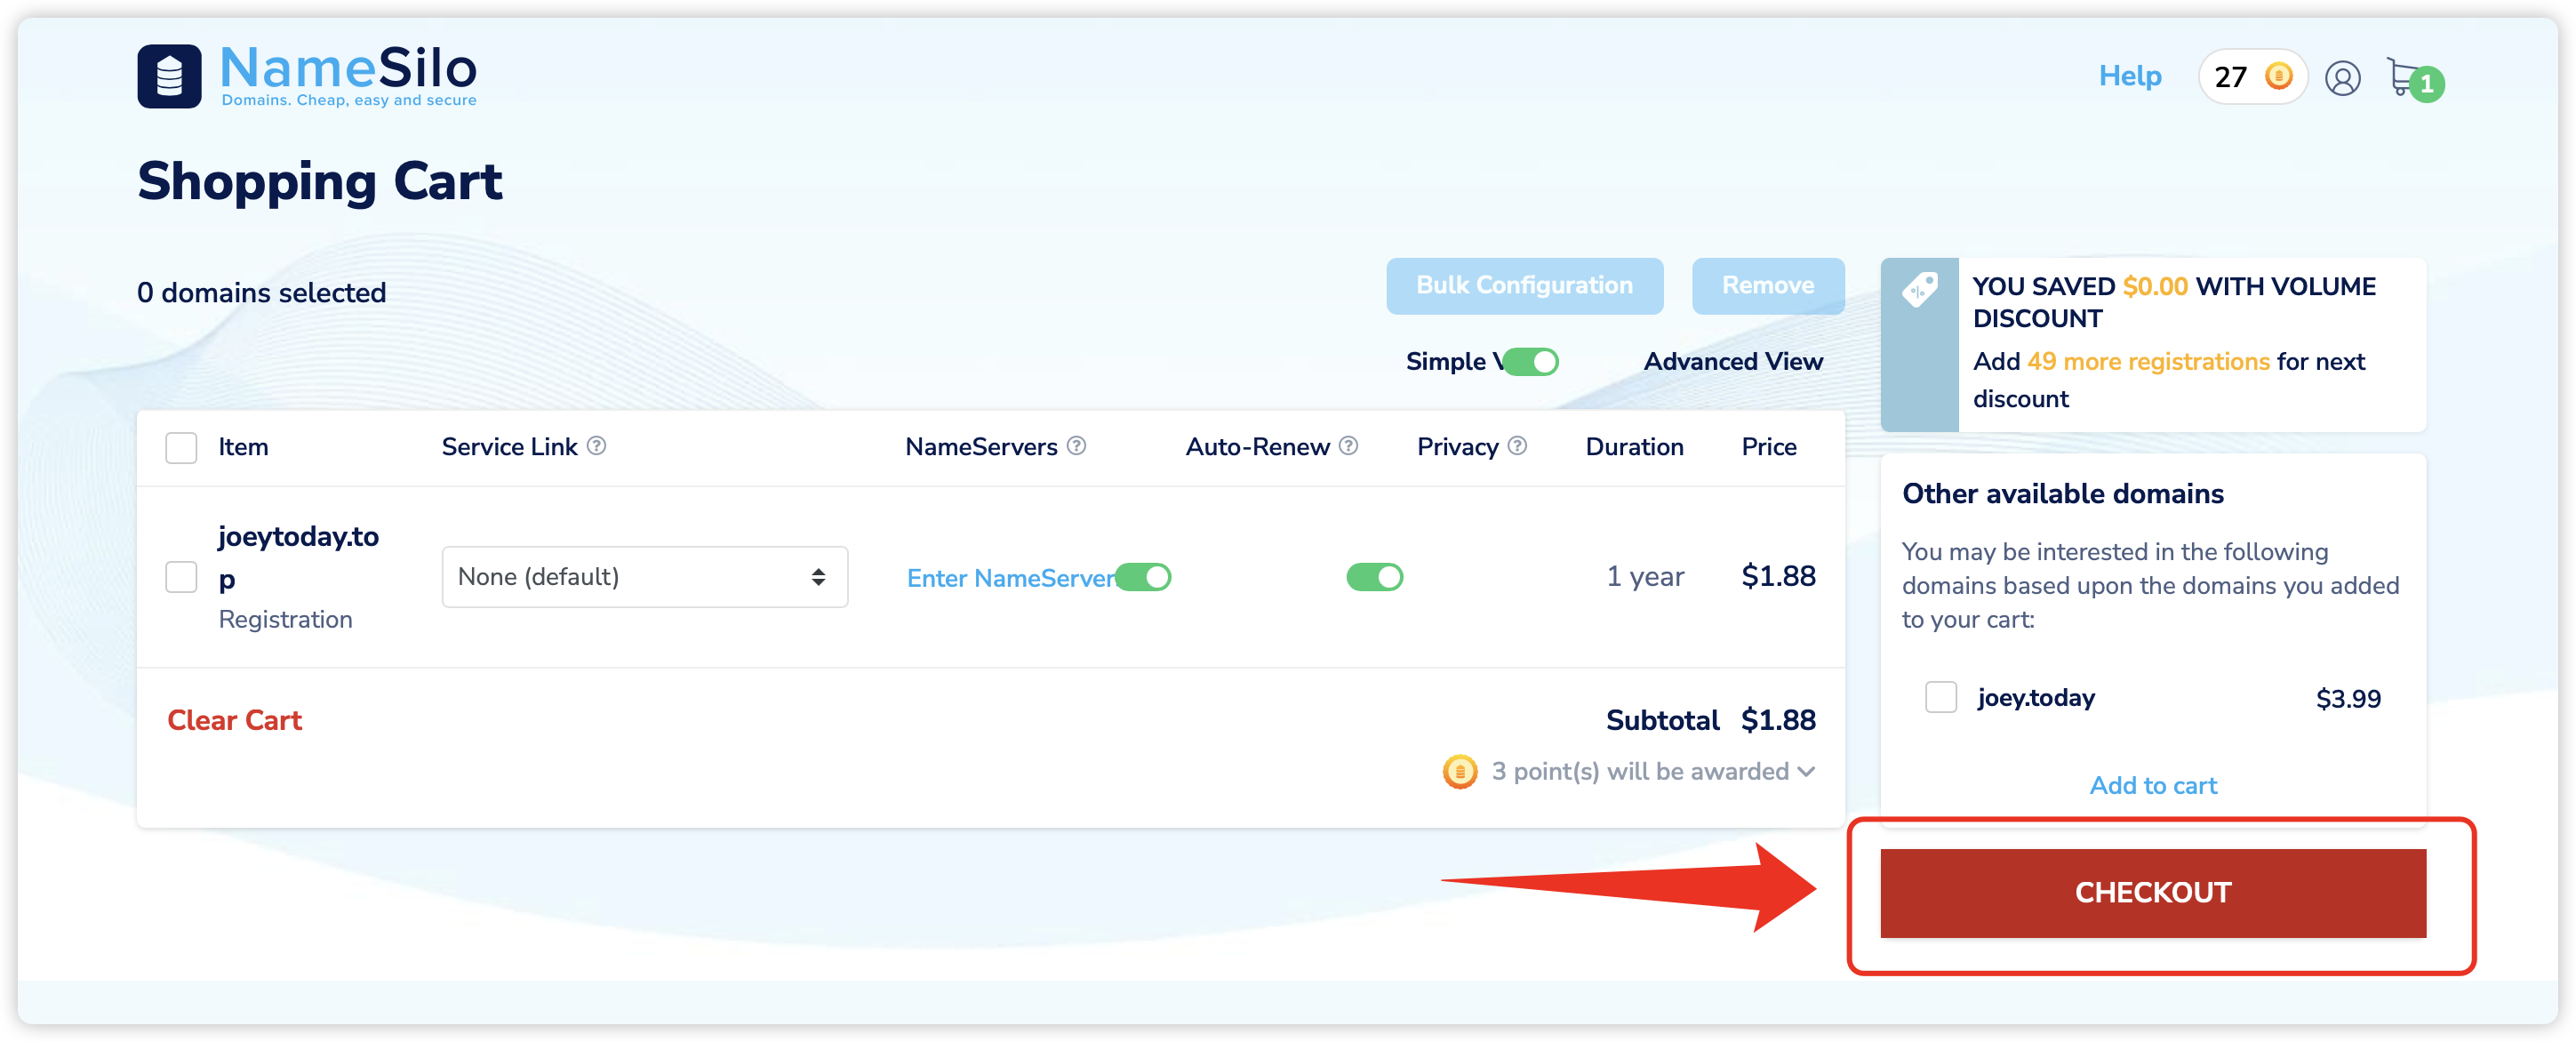 NameSilo
Domains. Cheap, easy and secure
Help
27
1
Shopping Cart
0 domains selected
Bulk Configuration
Remove
Simple V
Advanced View
YOU SAVED $0.00 WITH VOLUME
DISCOUNT
Add 49 more registrations for next
discount
Item
Service Link ?
NameServers ?
Auto-Renew ?
Privacy ?
Duration
Price
joeytoday.to
p
Registration
None (default)
Enter NameServer
1 year
$1.88
Clear Cart
Subtotal $1.88
3 point(s) will be awarded
Other available domains
You may be interested in the following
domains based upon the domains you added
to your cart:
joey.today
$3.99
Add to cart
CHECKOUT